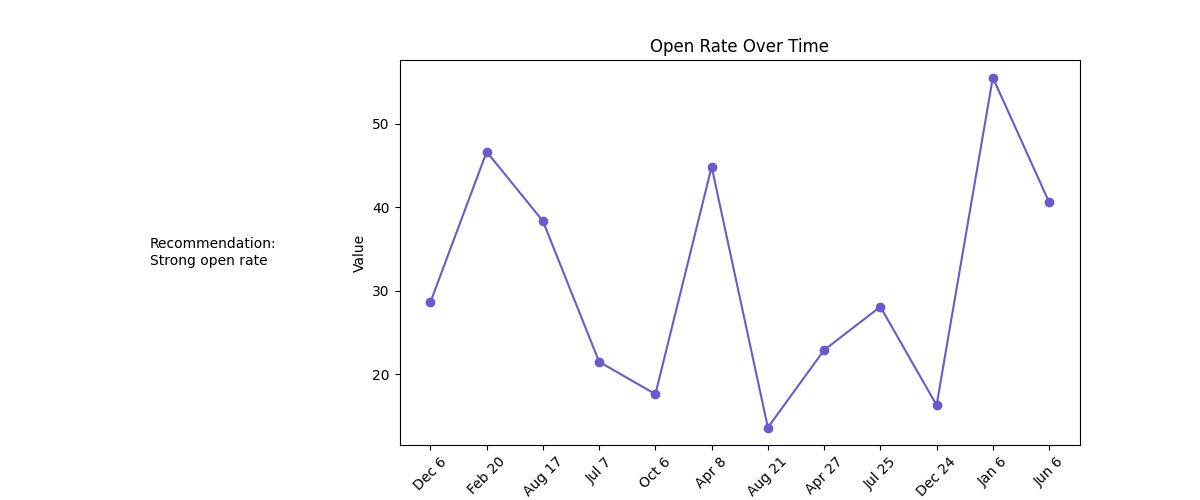 Open Rate Over Time
Recommendation:
Strong open rate
Value
50
40
30
20
Dec 6
Feb 20
Aug 17
Jul 7
Oct 6
Apr 8
Aug 21
Apr 27
Jul 25
Dec 24
Jan 6
Jun 6